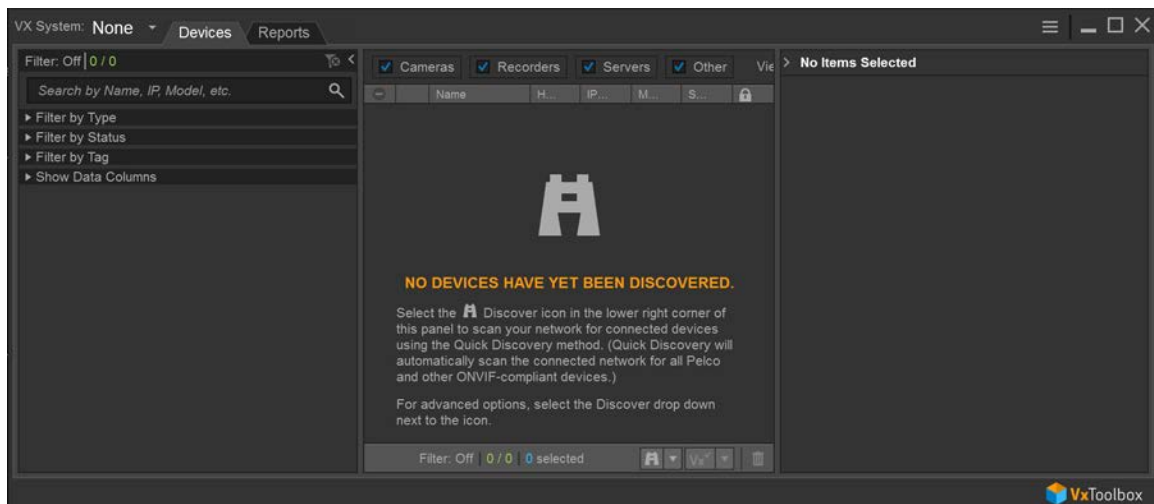 VX System: None
Devices
Reports
Filter: Off 0 / 0
Search by Name, IP, Model, etc.
Filter by Type
Filter by Status
Filter by Tag
Show Data Columns
Cameras Recorders Servers Other Vie
Name H... IP... M... S...
NO DEVICES HAVE YET BEEN DISCOVERED.
Select the Discover icon in the lower right corner of
this panel to scan your network for connected devices
using the Quick Discovery method. (Quick Discovery will
automatically scan the connected network for all Pelco
and other ONVIF-compliant devices.)
For advanced options, select the Discover drop down
next to the icon.
Filter: Off 0 / 0 0 selected Vx
No Items Selected
VxToolbox